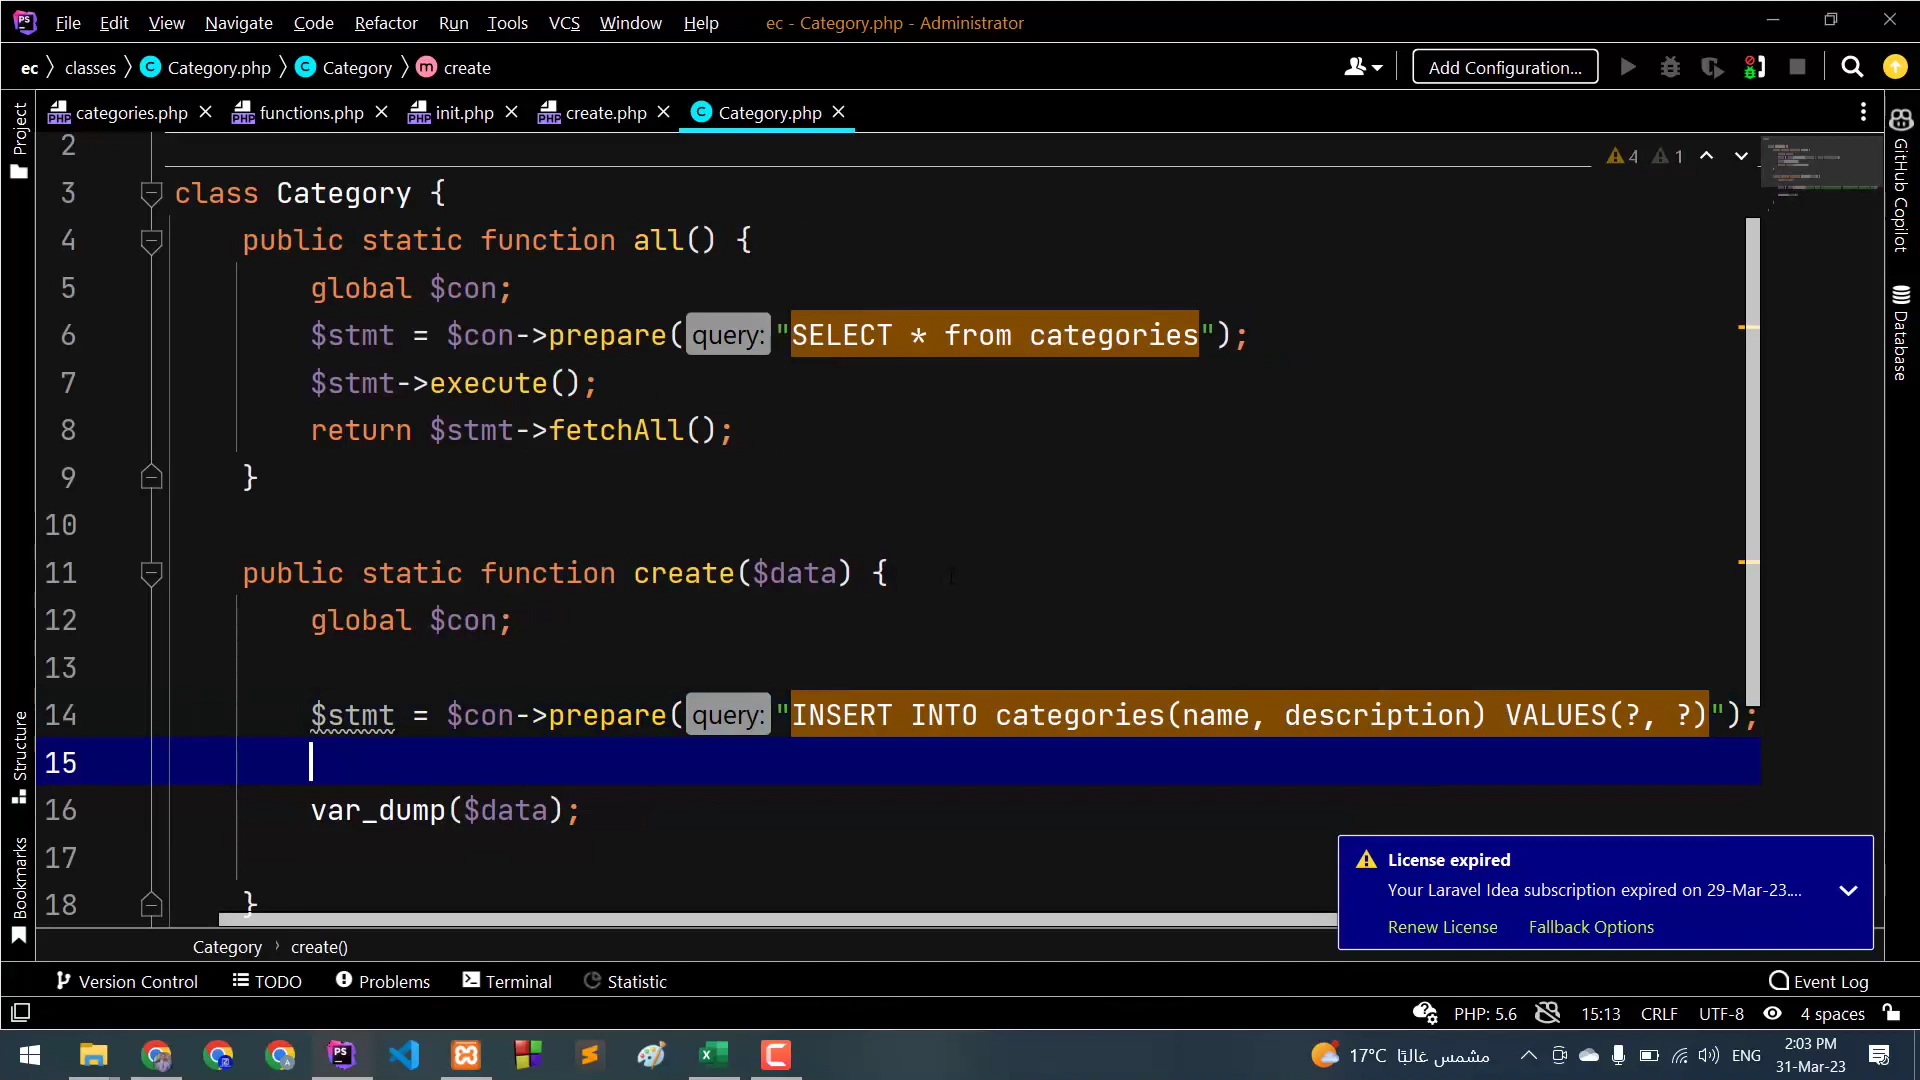 PS File Edit View Navigate Code Refactor Run Tools VCS Window Help ec - Category.php - Administrator
ec classes C Category.php C Category m create Add Configuration...
categories.php functions.php init.php create.php C Category.php
4 1
2
3 class Category {
4 public static function all() {
5 global $con;
6 $stmt = $con->prepare( query: "SELECT * from categories");
7 $stmt->execute();
8 return $stmt->fetchAll();
9 }
10
11 public static function create($data) {
12 global $con;
13
14 $stmt = $con->prepare( query: "INSERT INTO categories(name, description) VALUES(?, ?)");
15
16 var_dump($data);
17
18 }
Project
Structure
Bookmarks
GitHub Copilot
Database
License expired
Your Laravel Idea subscription expired on 29-Mar-23....
Renew License Fallback Options
Category create()
Version Control TODO Problems Terminal Statistic Event Log
PHP: 5.6 15:13 CRLF UTF-8 4 spaces
17°C مشمس غالبًا ENG 2:03 PM
31-Mar-23